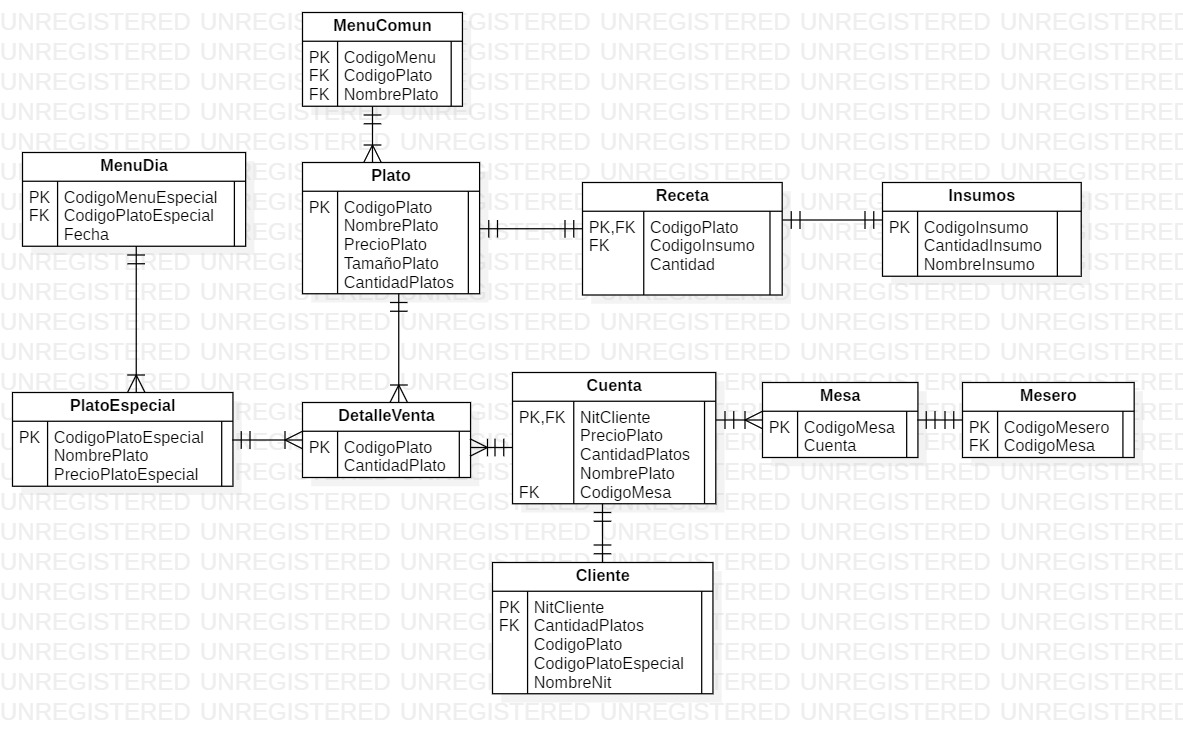 MenuComun
PK CodigoMenu
FK CodigoPlato
FK NombrePlato
MenuDia
PK CodigoMenuEspecial
FK CodigoPlatoEspecial
Fecha
Plato
PK CodigoPlato
NombrePlato
PrecioPlato
TamañoPlato
CantidadPlatos
Receta
PK,FK CodigoPlato
FK CodigoInsumo
Cantidad
Insumos
PK CodigoInsumo
CantidadInsumo
NombreInsumo
PlatoEspecial
PK CodigoPlatoEspecial
NombrePlato
PrecioPlatoEspecial
DetalleVenta
PK CodigoPlato
CantidadPlato
Cuenta
PK,FK NitCliente
PrecioPlato
CantidadPlatos
NombrePlato
FK CodigoMesa
Mesa
PK CodigoMesa
Cuenta
Mesero
PK CodigoMesero
FK CodigoMesa
Cliente
PK NitCliente
FK CantidadPlatos
CodigoPlato
CodigoPlatoEspecial
NombreNit
UNREGISTERED